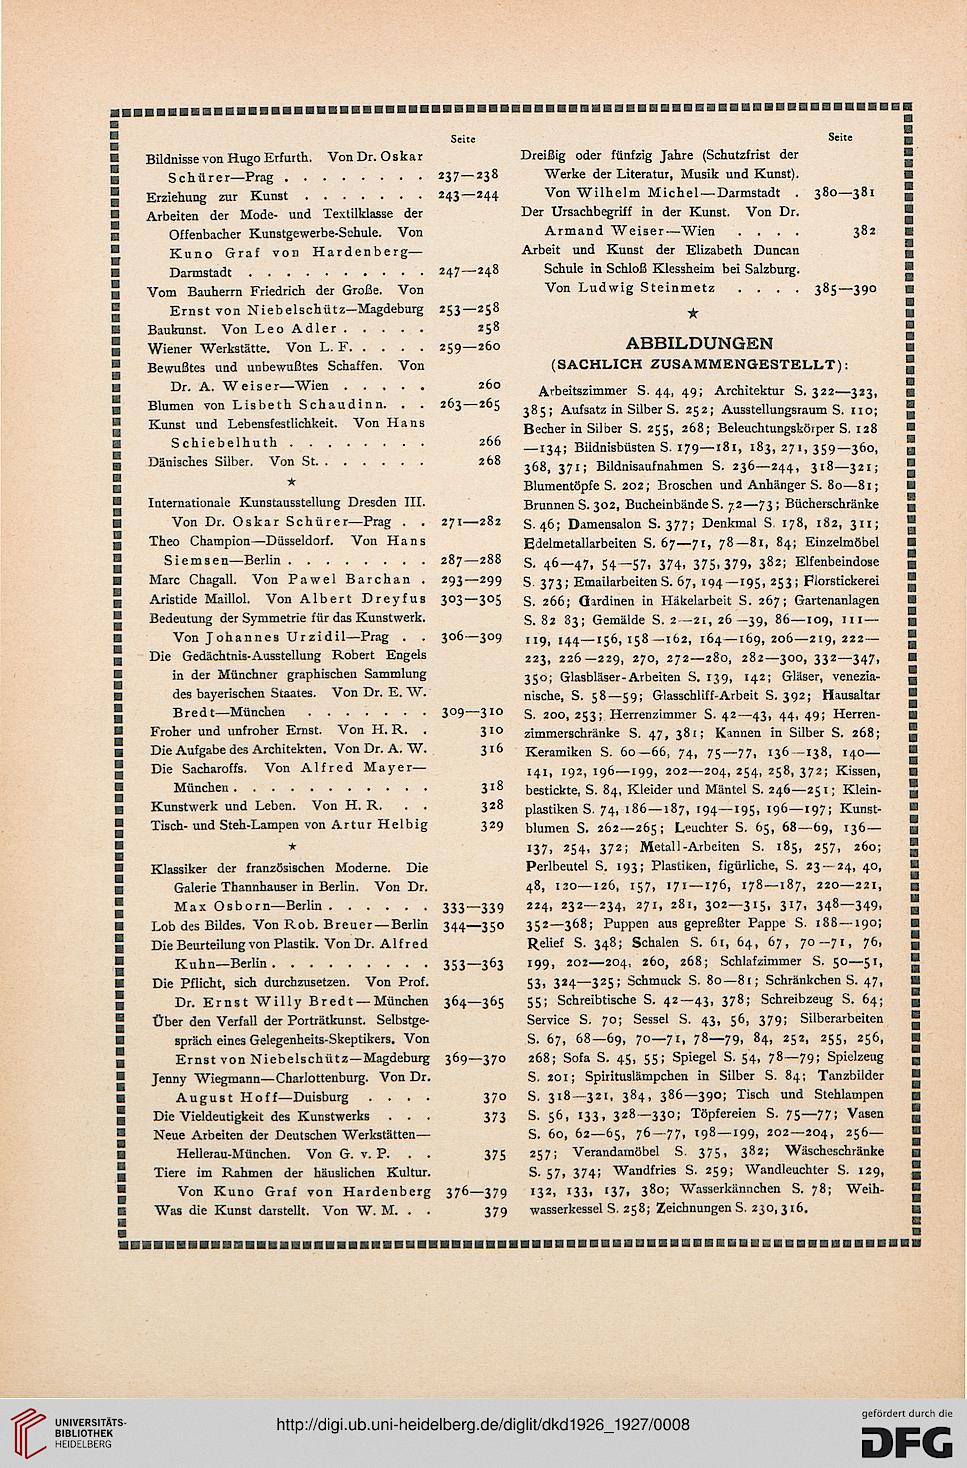 Seite
Bildnisse von Hugo Erfurth. Von Dr. Oskar
Schürer—Prag . . . . . . . . 237—238
Erziehung zur Kunst . . . . . . . 243—244
Arbeiten der Mode- und Textilklasse der
Offenbacher Kunstgewerbe-Schule. Von
Kuno Graf von Hardenberg—
Darmstadt . . . . . . . . . . 247—248
Vom Bauherrn Friedrich der Große. Von
Ernst von Niebelschütz—Magdeburg 253—258
Baukunst. Von Leo Adler . . . . . 258
Wiener Werkstätte. Von L. F. . . . . 259—260
Bewußtes und unbewußtes Schaffen. Von
Dr. A. Weiser—Wien . . . . . 260
Blumen von Lisbeth Schaudinn. . . 263—265
Kunst und Lebensfestlichkeit. Von Hans
Schiebelhuth . . . . . . . . 266
Dänisches Silber. Von St. . . . . . . 268
★
Internationale Kunstausstellung Dresden III.
Von Dr. Oskar Schürer—Prag . . 271—282
Theo Champion—Düsseldorf. Von Hans
Siemsen—Berlin . . . . . . . . 287—288
Marc Chagall. Von Pawel Barchan . 293—299
Aristide Maillol. Von Albert Dreyfus 303—305
Bedeutung der Symmetrie für das Kunstwerk.
Von Johannes Urzidil—Prag . . 306—309
Die Gedächtnis-Ausstellung Robert Engels
in der Münchner graphischen Sammlung
des bayerischen Staates. Von Dr. E. W.
Bredt—München . . . . . . . 309—310
Froher und unfroher Ernst. Von H. R. . 310
Die Aufgabe des Architekten. Von Dr. A. W. 316
Die Sacharoffs. Von Alfred Mayer—
München . . . . . . . . . . . 318
Kunstwerk und Leben. Von H. R. . . 328
Tisch- und Steh-Lampen von Artur Helbig 329
★
Klassiker der französischen Moderne. Die
Galerie Thannhauser in Berlin. Von Dr.
Max Osborn—Berlin . . . . . . 333—339
Lob des Bildes. Von Rob. Breuer—Berlin 344—350
Die Beurteilung von Plastik. Von Dr. Alfred
Kuhn—Berlin . . . . . . . . . 353—363
Die Pflicht, sich durchzusetzen. Von Prof.
Dr. Ernst Willy Bredt—München 364—365
Über den Verfall der Porträtkunst. Selbstge-
spräch eines Gelegenheits-Skeptikers. Von
Ernst von Niebelschütz—Magdeburg 369—370
Jenny Wiegmann—Charlottenburg. Von Dr.
August Hoff—Duisburg . . . . 370
Die Vieldeutigkeit des Kunstwerks . . . 373
Neue Arbeiten der Deutschen Werkstätten—
Hellerau-München. Von G. v. P. . . 375
Tiere im Rahmen der häuslichen Kultur.
Von Kuno Graf von Hardenberg 376—379
Was die Kunst darstellt. Von W. M. . . 379
Seite
Dreißig oder fünfzig Jahre (Schutzfrist der
Werke der Literatur, Musik und Kunst).
Von Wilhelm Michel—Darmstadt . 380—381
Der Ursachbegriff in der Kunst. Von Dr.
Armand Weiser—Wien . . . . 382
Arbeit und Kunst der Elizabeth Duncan
Schule in Schloß Klessheim bei Salzburg.
Von Ludwig Steinmetz . . . . 385—390
★
ABBILDUNGEN
(SACHLICH ZUSAMMENGESTELLT):
Arbeitszimmer S. 44, 49; Architektur S. 322—323,
385; Aufsatz in Silber S. 252; Ausstellungsraum S. 110;
Becher in Silber S. 255, 268; Beleuchtungskörper S. 128
—134; Bildnisbüsten S. 179—181, 183, 271, 359—360,
368, 371; Bildnisaufnahmen S. 236—244, 318—321;
Blumentöpfe S. 202; Broschen und Anhänger S. 80—81;
Brunnen S. 302, Bucheinbände S. 72—73; Bücherschränke
S. 46; Damensalon S. 377; Denkmal S. 178, 182, 311;
Edelmetallarbeiten S. 67—71, 78—81, 84; Einzelmöbel
S. 46—47, 54—57, 374, 375, 379, 382; Elfenbeindose
S. 373; Emailarbeiten S. 67, 194—195, 253; Florstickerei
S. 266; Gardinen in Häkelarbeit S. 267; Gartenanlagen
S. 82 83; Gemälde S. 2—21, 26—39, 86—109, 111—
119, 144—156, 158—162, 164—169, 206—219, 222—
223, 226—229, 270, 272—280, 282—300, 332—347,
350; Glasbläser-Arbeiten S. 139, 142; Gläser, venezia-
nische, S. 58—59; Glasschliff-Arbeit S. 392; Hausaltar
S. 200, 253; Herrenzimmer S. 42—43, 44, 49; Herren-
zimmerschränke S. 47, 381; Kannen in Silber S. 268;
Keramiken S. 60—66, 74, 75—77, 136—138, 140—
141, 192, 196—199, 202—204, 254, 258, 372; Kissen,
bestickte, S. 84, Kleider und Mäntel S. 246—251; Klein-
plastiken S. 74, 186—187, 194—195, 196—197; Kunst-
blumen S. 262—265; Leuchter S. 65, 68—69, 136—
137, 254, 372; Metall-Arbeiten S. 185, 257, 260;
Perlbeutel S. 193; Plastiken, figürliche, S. 23—24, 40,
48, 120—126, 157, 171—176, 178—187, 220—221,
224, 232—234, 271, 281, 302—315, 317, 348—349,
352—368; Puppen aus gepreßter Pappe S. 188—190;
Relief S. 348; Schalen S. 61, 64, 67, 70—71, 76,
199, 202—204, 260, 268; Schlafzimmer S. 50—51,
53, 324—325; Schmuck S. 80—81; Schränkchen S. 47,
55; Schreibtische S. 42—43, 378; Schreibzeug S. 64;
Service S. 70; Sessel S. 43, 56, 379; Silberarbeiten
S. 67, 68—69, 70—71, 78—79, 84, 252, 255, 256,
268; Sofa S. 45, 55; Spiegel S. 54, 78—79; Spielzeug
S. 201; Spirituslämpchen in Silber S. 84; Tanzbilder
S. 318—321, 384, 386—390; Tisch und Stehlampen
S. 56, 133, 328—330; Töpfereien S. 75—77; Vasen
S. 60, 62—65, 76—77, 198—199, 202—204, 256—
257; Verandamöbel S. 375, 382; Wäscheschränke
S. 57, 374; Wandfries S. 259; Wandleuchter S. 129,
132, 133, 137, 380; Wasserkännchen S. 78; Weih-
wasserkessel S. 258; Zeichnungen S. 230, 316.
UNIVERSITÄTS-
BIBLIOTHEK
HEIDELBERG
http://digi.ub.uni-heidelberg.de/diglit/dkd1926_1927/0008
gefördert durch die
DFG